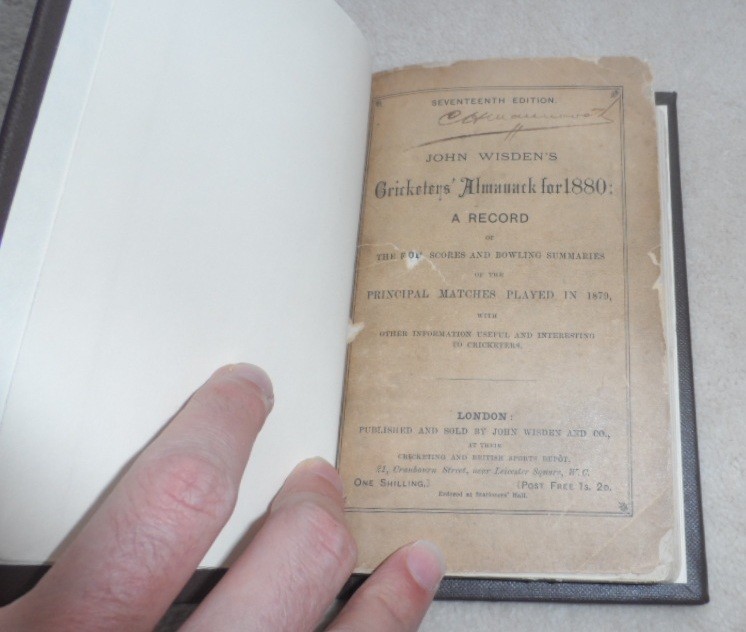 SEVENTEENTH EDITION.
JOHN WISDEN'S
Cricketers' Almanack for 1880:
A RECORD
OF
THE FULL SCORES AND BOWLING SUMMARIES
OF THE
PRINCIPAL MATCHES PLAYED IN 1879,
WITH
OTHER INFORMATION USEFUL AND INTERESTING
TO CRICKETERS.
LONDON:
PUBLISHED AND SOLD BY JOHN WISDEN AND CO.,
AT THEIR
CRICKETING AND BRITISH SPORTS DEPÔT,
21, Cranbourn Street, near Leicester Square, W.C.
ONE SHILLING.] [POST FREE 1s. 2D.
Entered at Stationers' Hall.